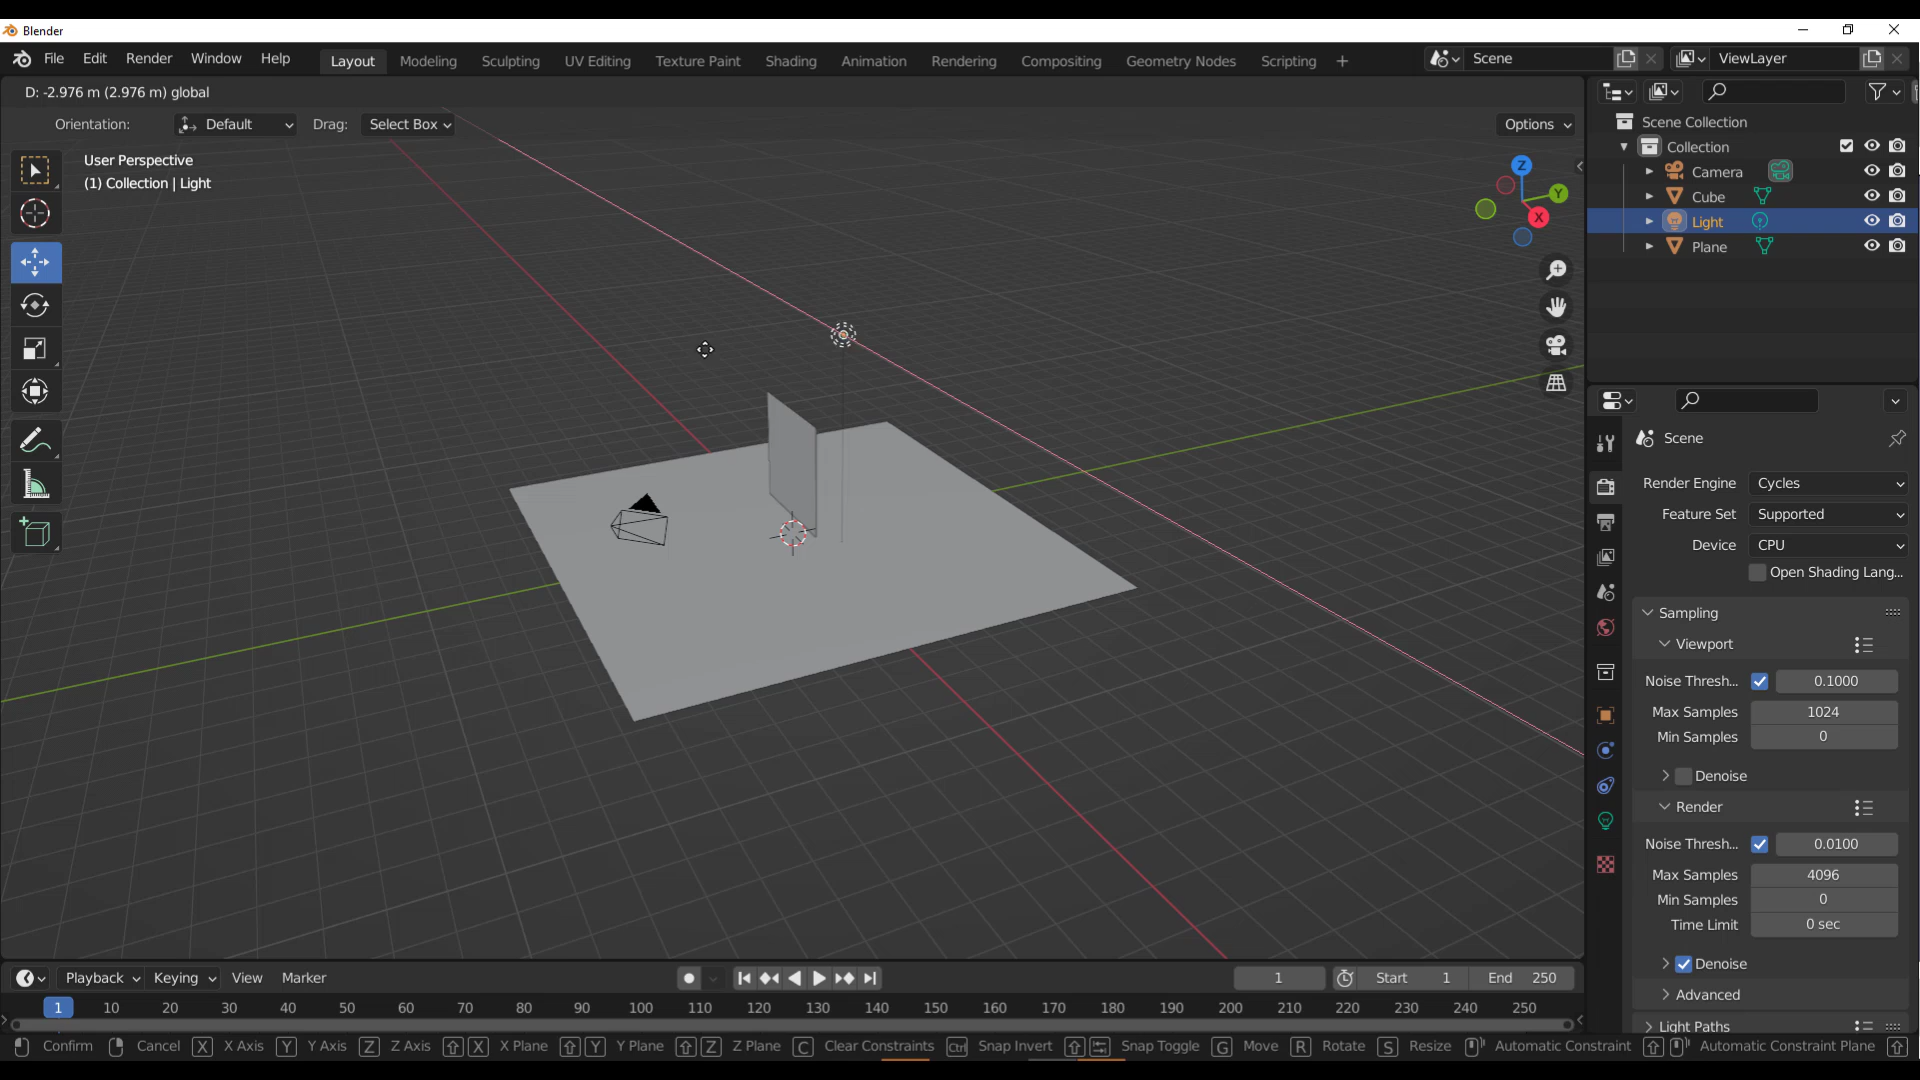 Blender
File Edit Render Window Help Layout Modeling Sculpting UV Editing Texture Paint Shading Animation Rendering Compositing Geometry Nodes Scripting + Scene ViewLayer
D: -2.976 m (2.976 m) global
Orientation: Default Drag: Select Box Options
User Perspective
(1) Collection | Light
Z
Y
X
Scene Collection
Collection
Camera
Cube
Light
Plane
Scene
Render Engine Cycles
Feature Set Supported
Device CPU
Open Shading Lang...
Sampling
Viewport
Noise Thresh... 0.1000
Max Samples 1024
Min Samples 0
Denoise
Render
Noise Thresh... 0.0100
Max Samples 4096
Min Samples 0
Time Limit 0 sec
Denoise
Advanced
Light Paths
Playback Keying View Marker 1 Start 1 End 250
1 10 20 30 40 50 60 70 80 90 100 110 120 130 140 150 160 170 180 190 200 210 220 230 240 250
Confirm Cancel X X Axis Y Y Axis Z Z Axis X X Plane Y Y Plane Z Z Plane C Clear Constraints Ctrl Snap Invert Snap Toggle G Move R Rotate S Resize Automatic Constraint Automatic Constraint Plane